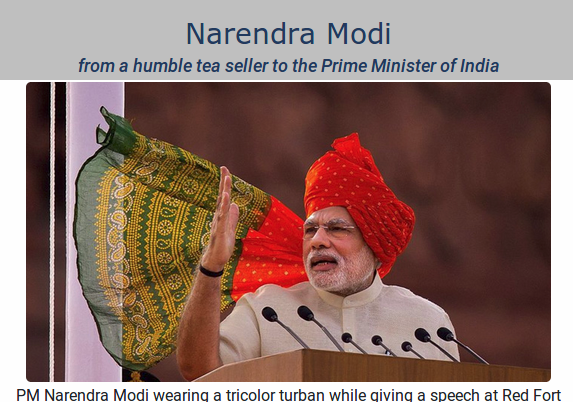 Narendra Modi
from a humble tea seller to the Prime Minister of India
PM Narendra Modi wearing a tricolor turban while giving a speech at Red Fort